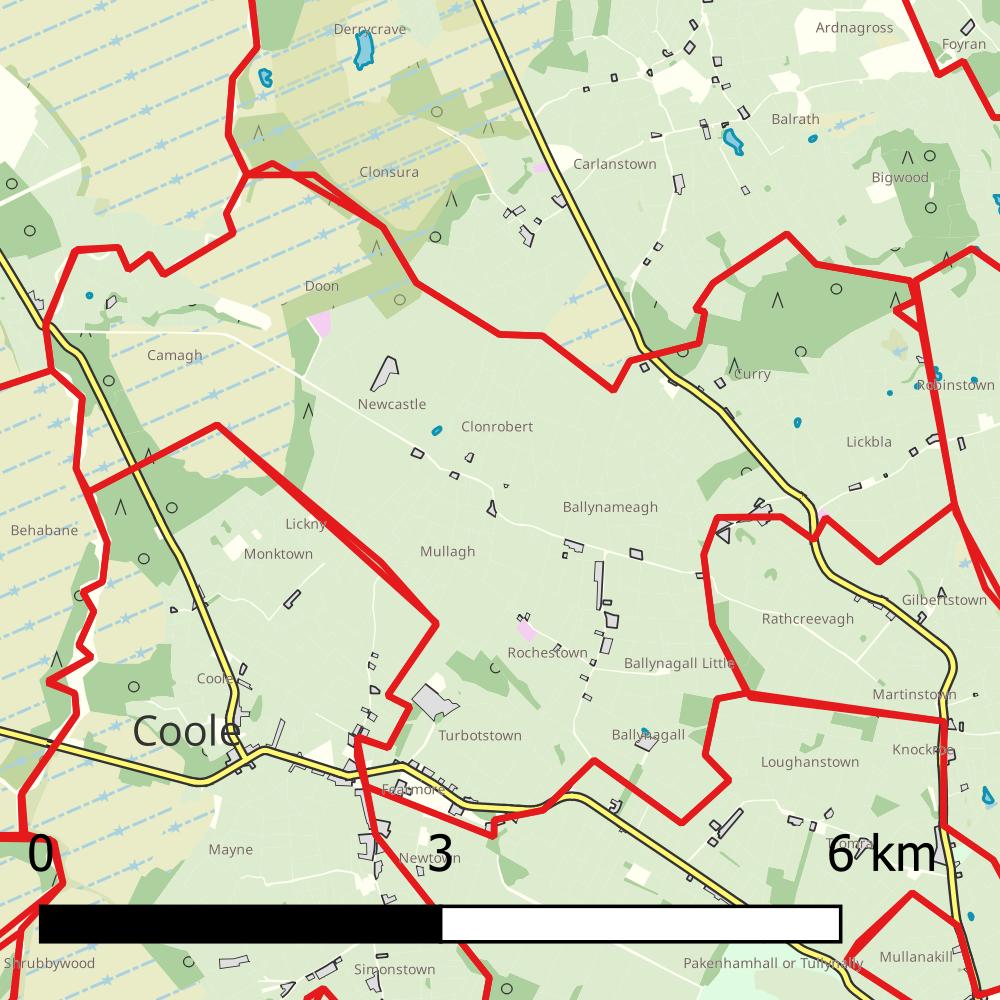 Derrycrave
Ardnagross
Foyran
Balrath
Carlanstown
Clonsura
Bigwood
Doon
Camagh
Curry
Robinstown
Newcastle
Clonrobert
Lickbla
Ballynameagh
Lickny
Behabane
Monktown
Mullagh
Gilbertstown
Rathcreevagh
Rochestown
Ballynagall Little
Coole
Martinstown
Coole
Turbotstown
Ballynagall
Knockroe
Loughanstown
Fearmore
Tromra
Mayne
Newtown
0 3 6 km
Mullanakill
Shrubbywood
Simonstown
Pakenhamhall or Tullynally